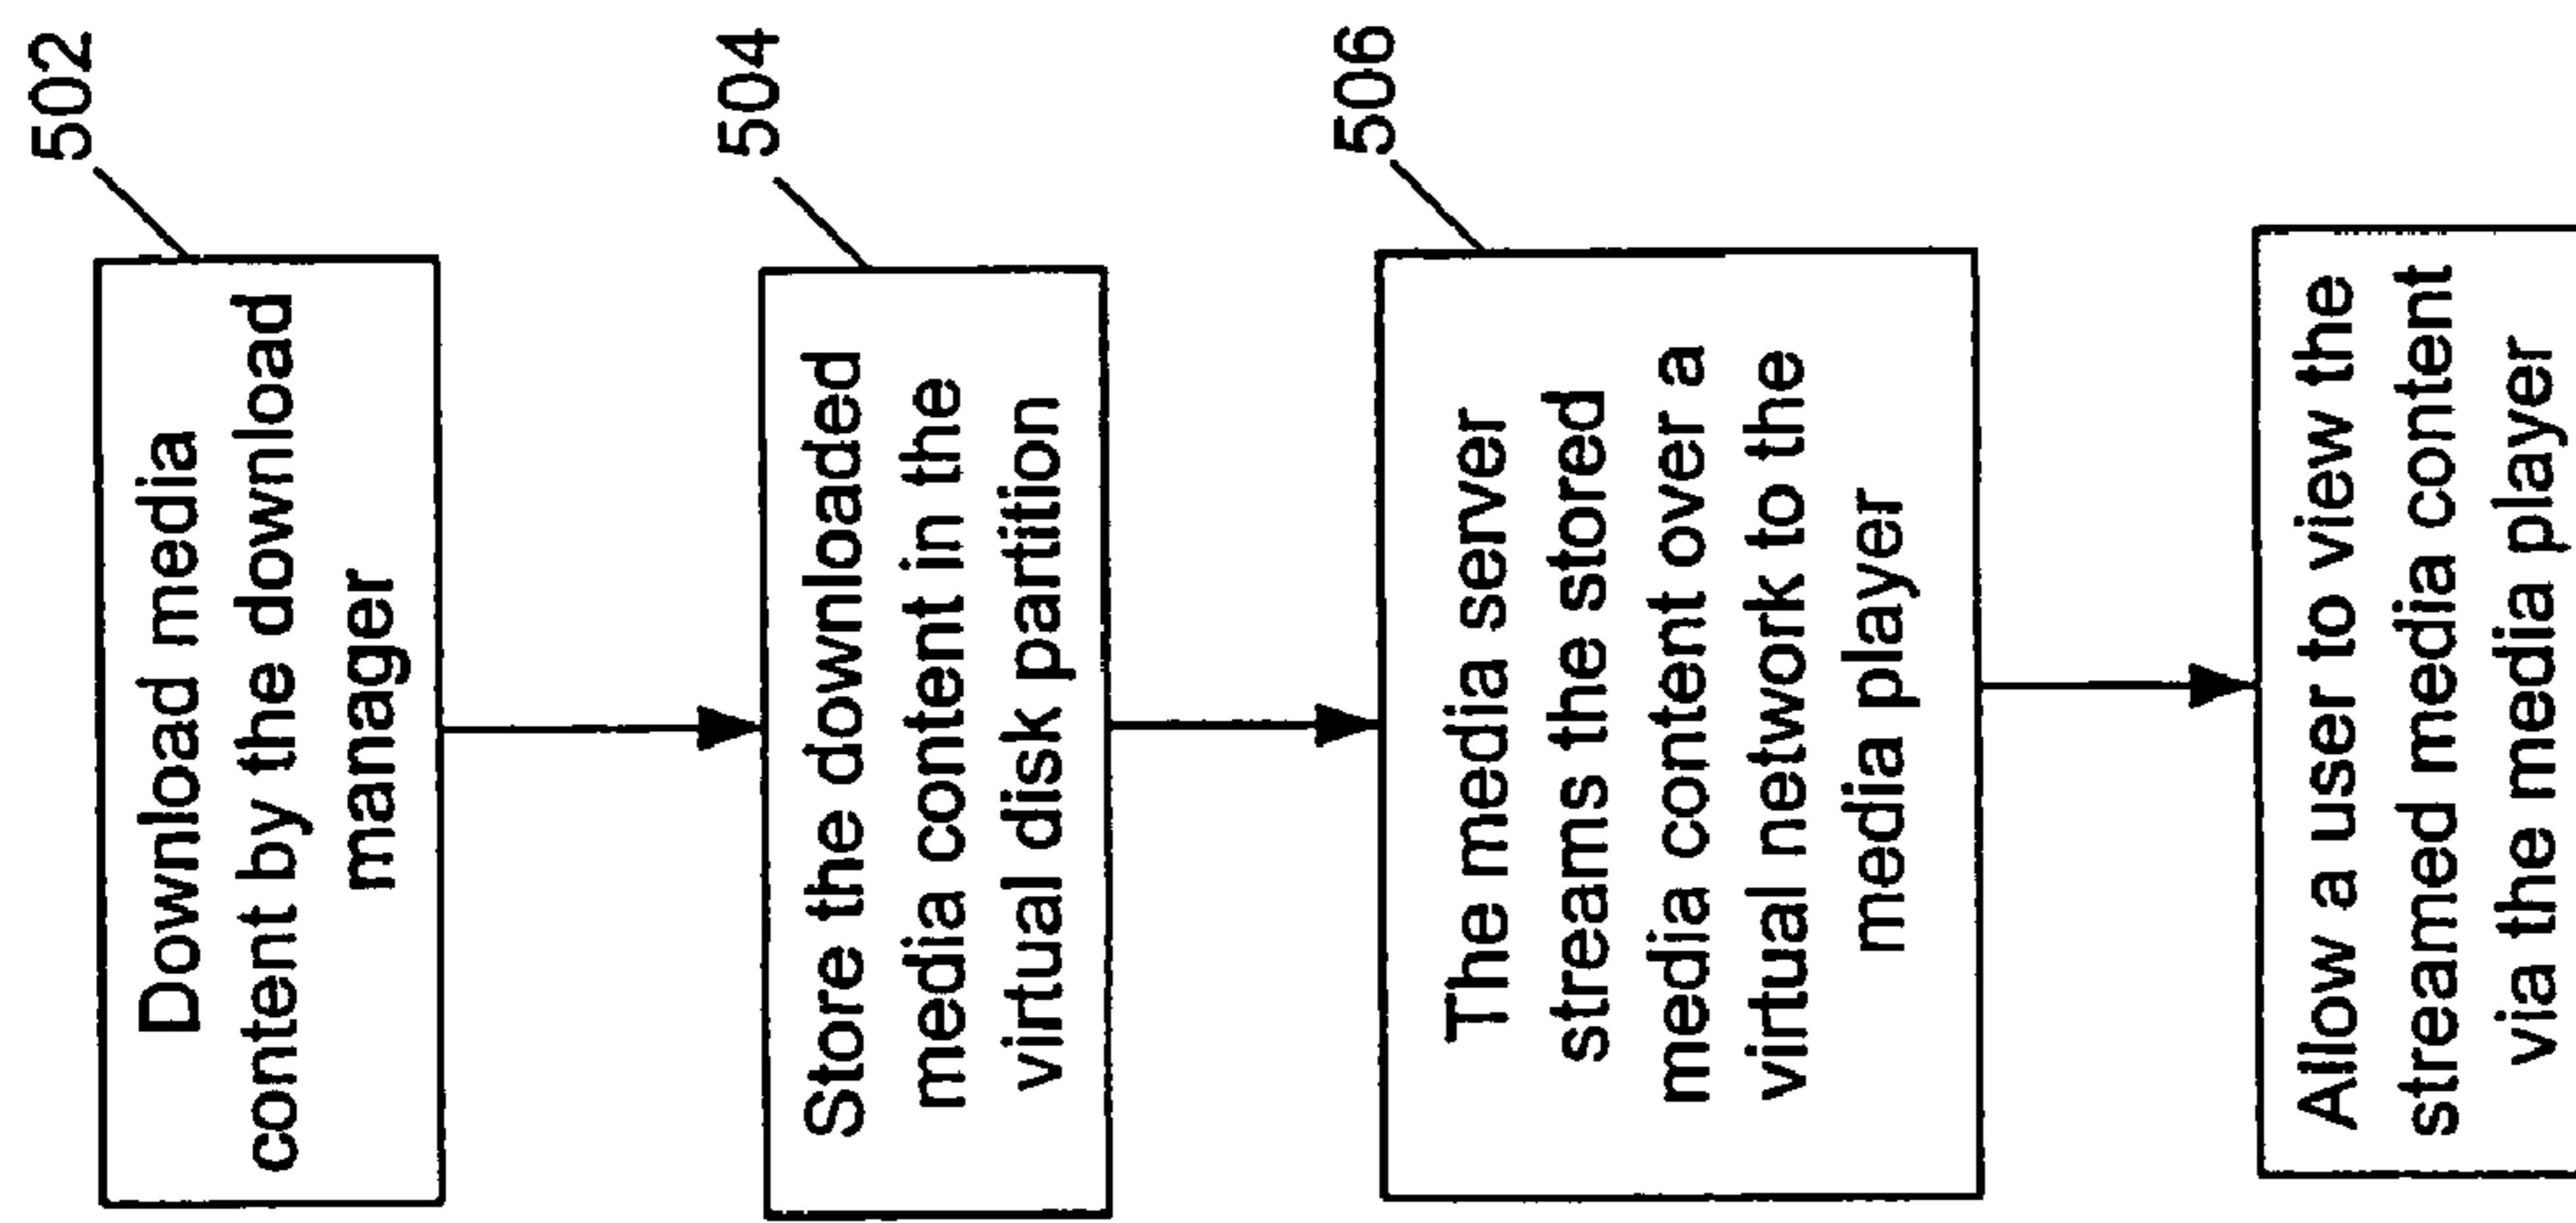 502
Download media
content by the download
manager
504
Store the downloaded
media content in the
virtual disk partition
506
The media server
streams the stored
media content over a
virtual network to the
media player
Allow a user to view the
streamed media content
via the media player